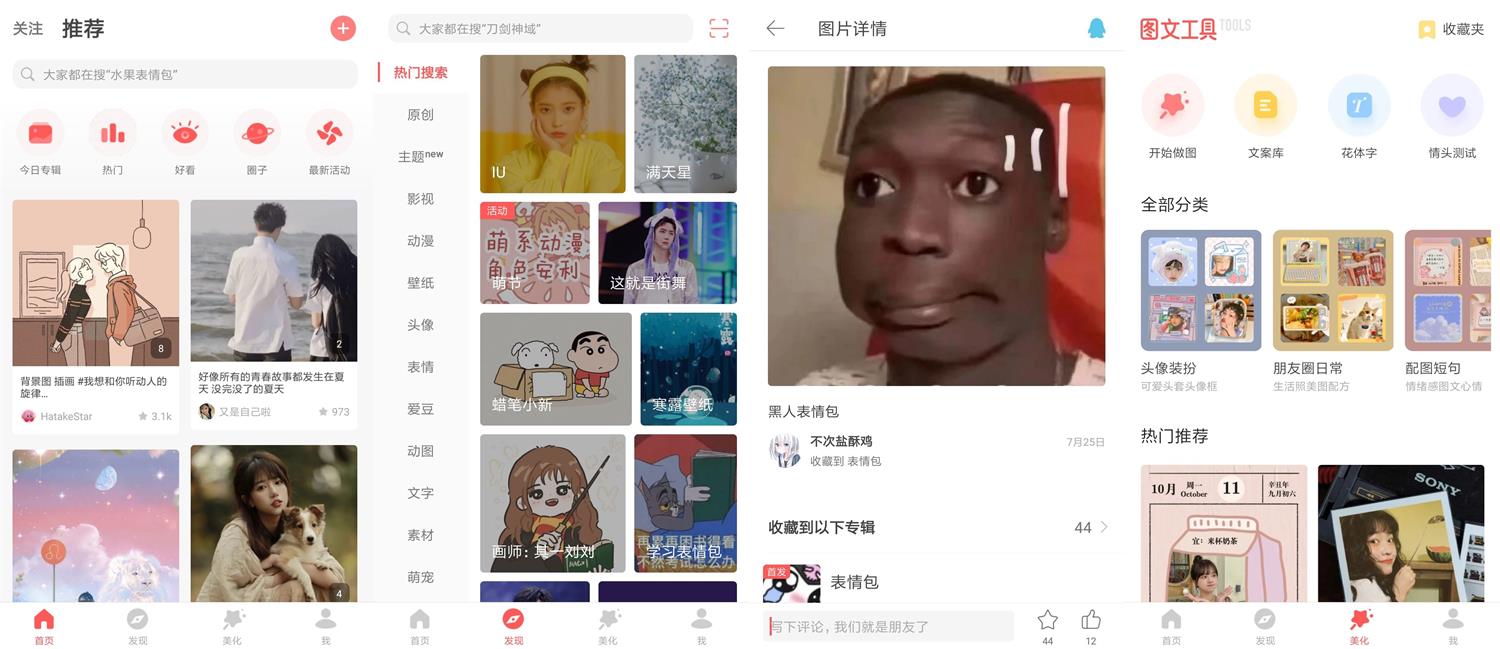 关注 推荐
大家都在搜“水果表情包”
今日专辑
热门
好看
圈子
最新活动
8
背景图 插画 #我想和你听动人的
旋律...
HatakeStar
3.1k
2
好像所有的青春故事都发生在夏
天 没完没了的夏天
又是自己啦
973
4
首页
发现
美化
我
大家都在搜“刀剑神域”
热门搜索
原创
主题new
影视
动漫
壁纸
头像
表情
爱豆
动图
文字
素材
萌宠
IU
满天星
活动
萌系动漫
角色安利
萌节
这就是街舞
蜡笔小新
寒露壁纸
画师：其一刘刘
再累再困书得看
不然考试怎么办
学习表情包
首页
发现
美化
我
图片详情
黑人表情包
不次盐酥鸡
7月25日
收藏到 表情包
收藏到以下专辑
44
首发
表情包
写下评论，我们就是朋友了
44
12
图文工具 TOOLS
收藏夹
开始做图
文案库
花体字
情头测试
全部分类
头像装扮
可爱头套头像框
朋友圈日常
生活照美图配方
配图短句
情绪感图文心情
热门推荐
10月 周一 October 11 辛丑年 九月初六
宜：来杯奶茶
SONY
首页
发现
美化
我